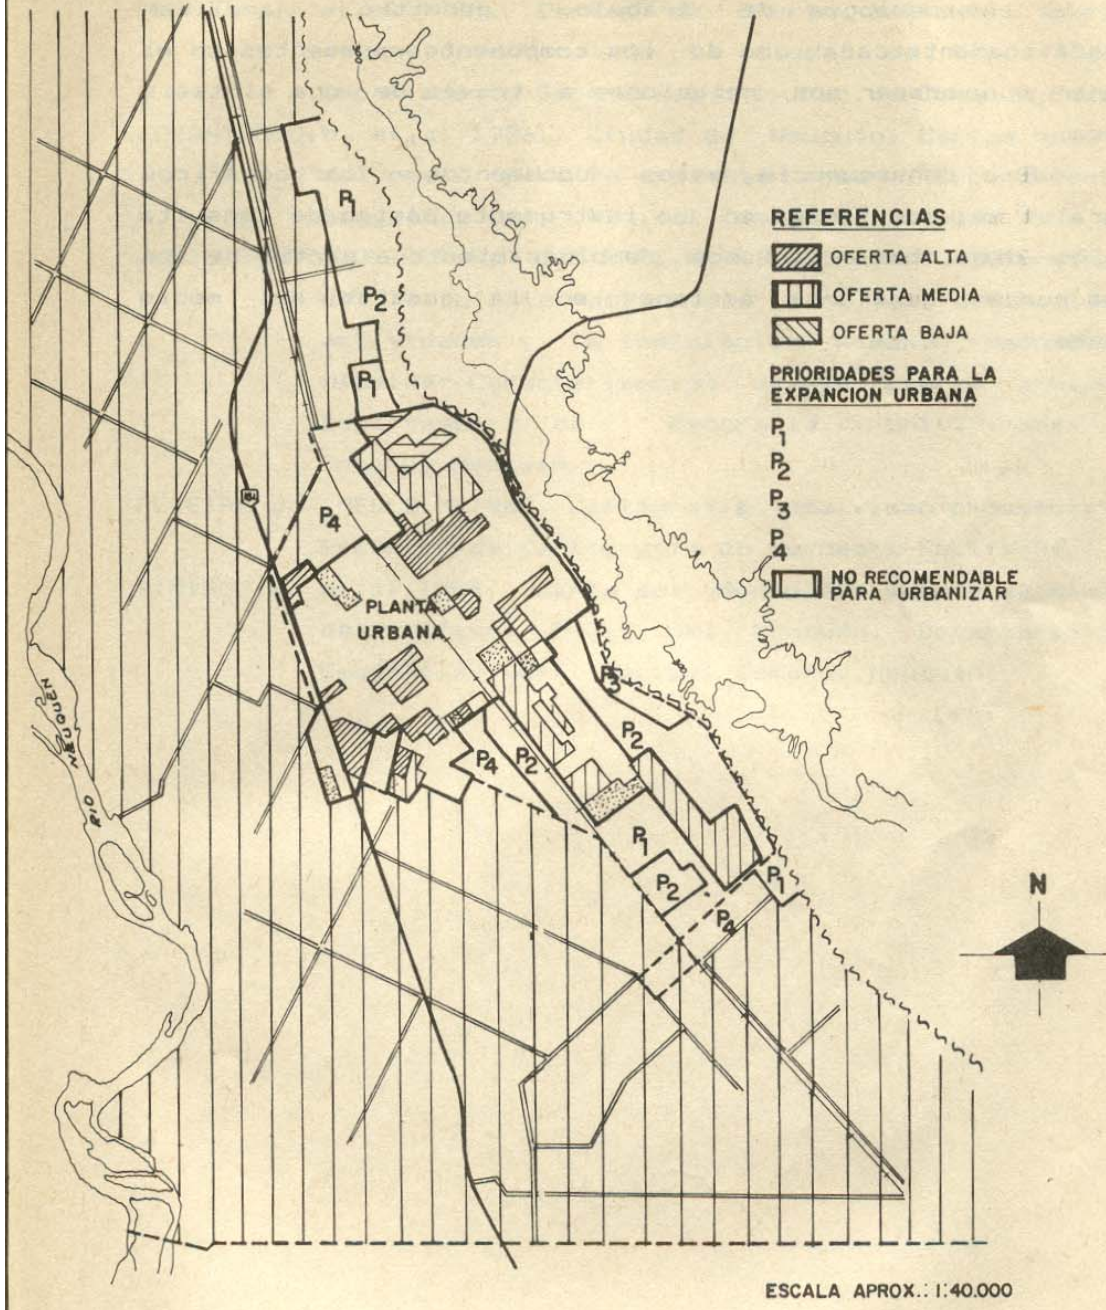 REFERENCIAS
OFERTA ALTA
OFERTA MEDIA
OFERTA BAJA
PRIORIDADES PARA LA
EXPANCION URBANA
P1
P2
P3
P4
NO RECOMENDABLE
PARA URBANIZAR
P1
P2
P1
P4
PLANTA
URBANA
P3
P2
P4
P2
P1
P2
P1
P4
RIO NEUQUEN
N
ESCALA APROX.: 1:40.000